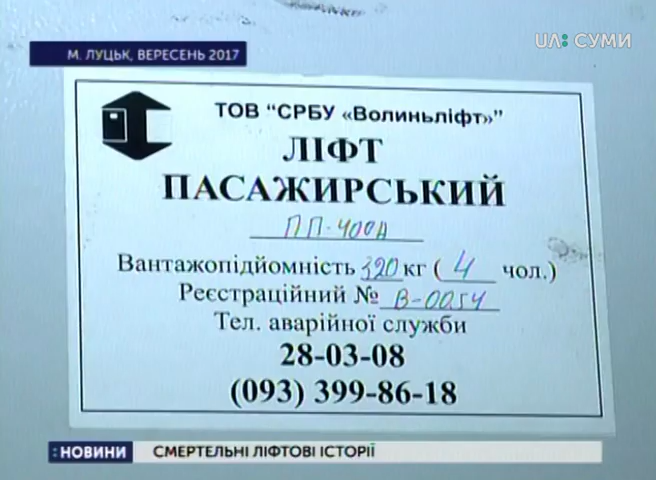 М. ЛУЦЬК, ВЕРЕСЕНЬ 2017
UA: СУМИ
ТОВ “СРБУ «Волиньліфт»”
ЛІФТ
ПАСАЖИРСЬКИЙ
ПП-400А
Вантажопідйомність 320 кг ( 4 чол.)
Реєстраційний № В-0054
Тел. аварійної служби
28-03-08
(093) 399-86-18
:НОВИНИ СМЕРТЕЛЬНІ ЛІФТОВІ ІСТОРІЇ